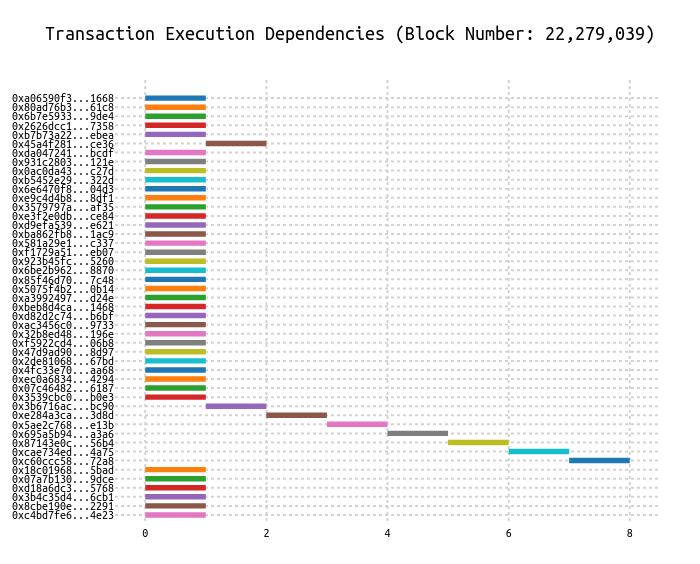 Transaction Execution Dependencies (Block Number: 22,279,039)
0xa06590f3...1668
0x80ad76b3...61c8
0x6b7e5933...9de4
0x2626dcc1...7358
0xb7b73a22...ebea
0x45a4f281...ce36
0xda047241...bcdf
0x931c2803...121e
0x0ac0da43...c27d
0xb5452e29...322d
0x6e6470f8...04d3
0xe9c4d4b8...8df1
0x3579797a...af35
0xe3f2e0db...ce84
0xd9efa539...e621
0xba862fb8...1ac9
0x581a29e1...c337
0xf1729a51...eb07
0x923b45fc...5260
0x6be2b962...8870
0x85f46d70...7c48
0x5075f4b2...0b14
0xa3992497...d24e
0xbeb8d4ca...1468
0xd82d2c74...b6bf
0xac3456c0...9733
0x32b8ed48...196e
0xf5922cd4...06b8
0x47d9ad90...8d97
0x2de81068...67bd
0x4fc33e70...aa68
0xec0a6834...4294
0x07c46482...6187
0x3539cbc0...b0e3
0x3b6716ac...bc90
0xe284a3ca...3d8d
0x5ae2c768...e13b
0x695a5b94...a3a6
0x87143e0c...56b4
0xcae734ed...4a75
0xc60ccc58...72a8
0x18c01968...5bad
0x07a7b130...9dce
0xd18a6dc3...5768
0x3b4c35d4...6cb1
0x8cbe190e...2291
0xc4bd7fe6...4e23
0 2 4 6 8